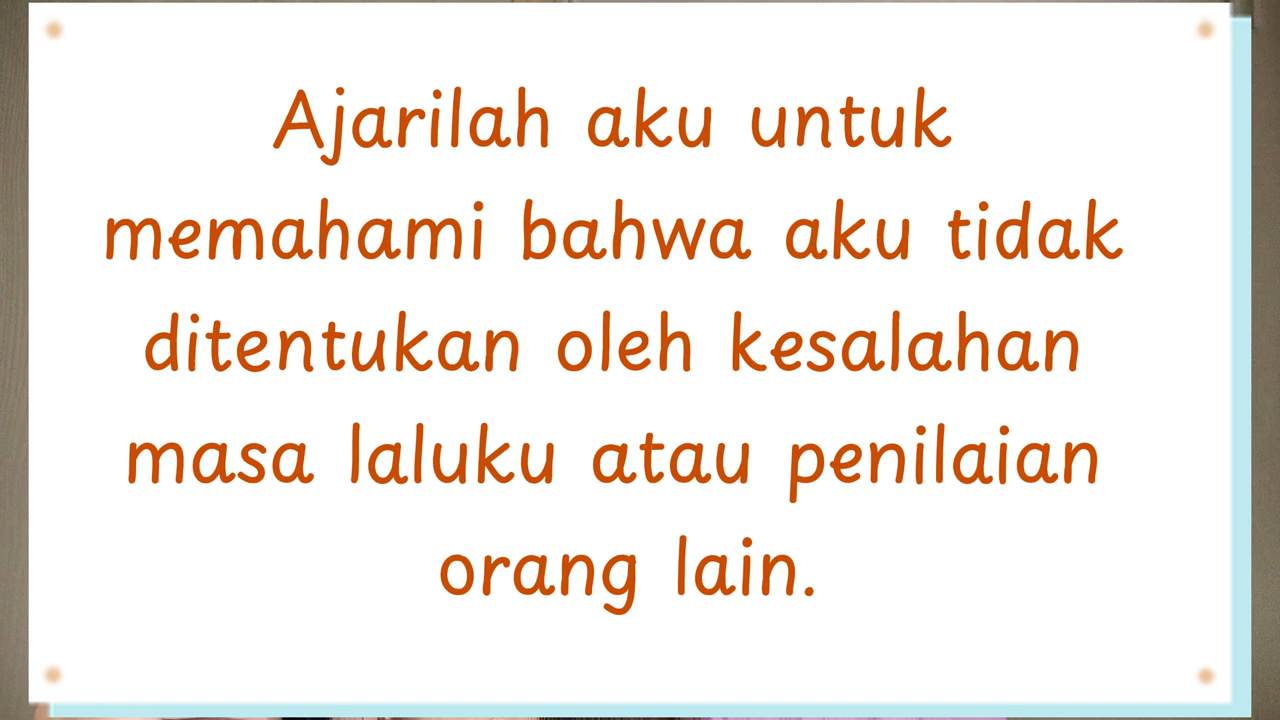 Ajarilah aku untuk
memahami bahwa aku tidak
ditentukan oleh kesalahan
masa laluku atau penilaian
orang lain.